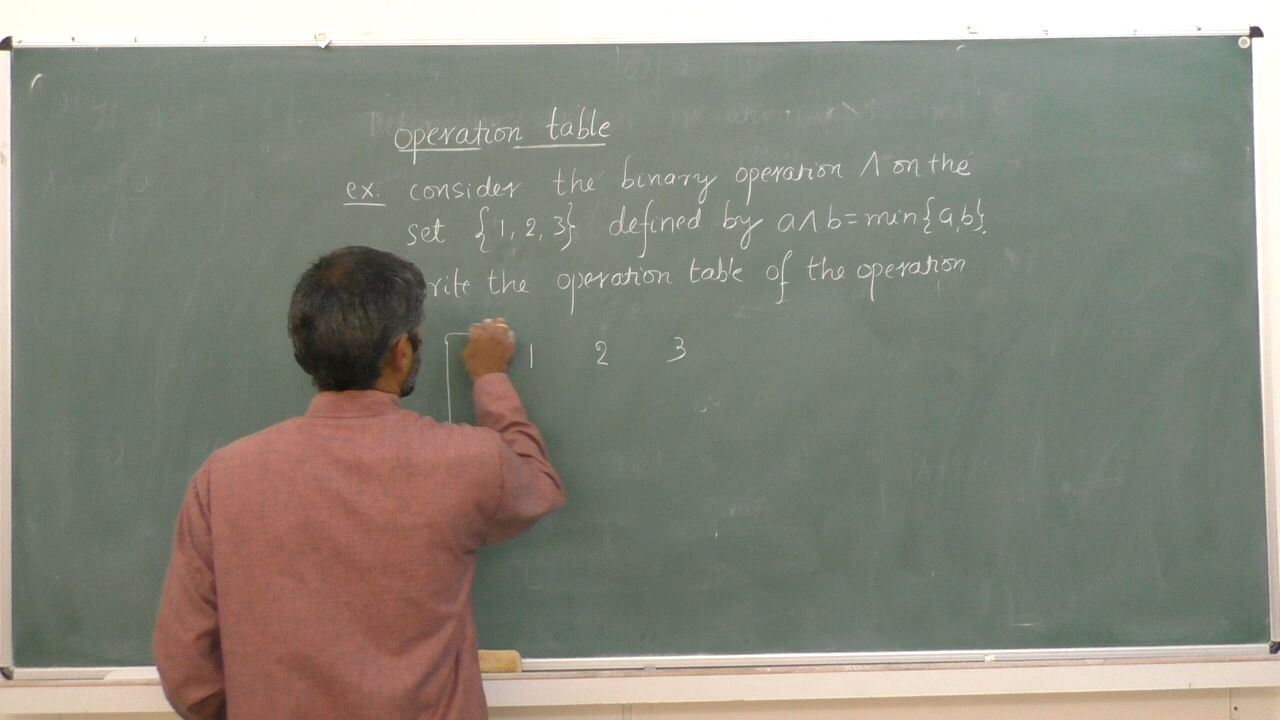 operation table
ex. consider the binary operation ∧ on the
set {1, 2, 3} defined by a∧b=min{a,b}.
rite the operation table of the operation
1 2 3